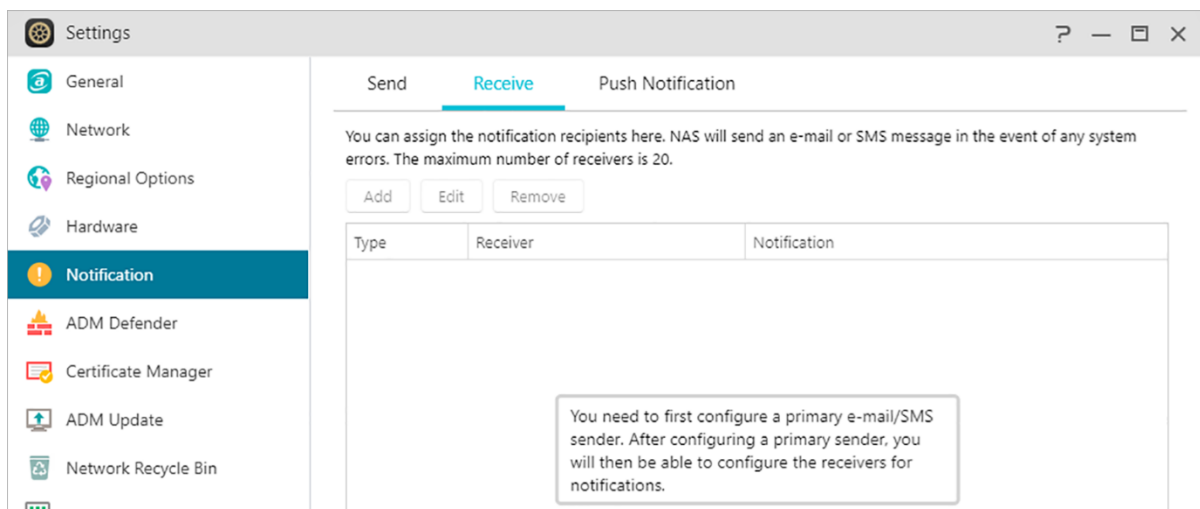 Settings
General
Network
Regional Options
Hardware
Notification
ADM Defender
Certificate Manager
ADM Update
Network Recycle Bin
Send Receive Push Notification
You can assign the notification recipients here. NAS will send an e-mail or SMS message in the event of any system
errors. The maximum number of receivers is 20.
Add Edit Remove
Type Receiver Notification
You need to first configure a primary e-mail/SMS
sender. After configuring a primary sender, you
will then be able to configure the receivers for
notifications.